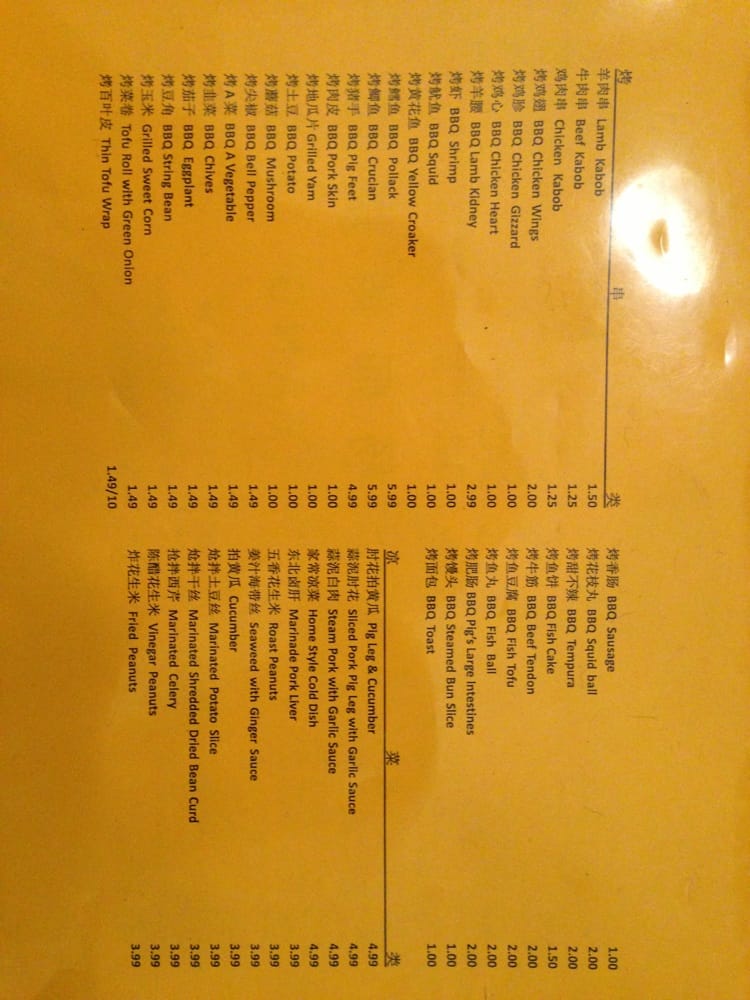 烤串类
羊肉串 Lamb Kabob 1.50
牛肉串 Beef Kabob 1.25
鸡肉串 Chicken Kabob 1.25
烤鸡翅 BBQ Chicken Wings 2.00
烤鸡胗 BBQ Chicken Gizzard 1.00
烤鸡心 BBQ Chicken Heart 1.00
烤羊腰 BBQ Lamb Kidney 2.99
烤虾 BBQ Shrimp 1.00
烤鱿鱼 BBQ Squid 1.00
烤黄花鱼 BBQ Yellow Croaker 1.00
烤鳕鱼 BBQ Pollack 5.99
烤鲫鱼 BBQ Crucian 5.99
烤猪手 BBQ Pig Feet 4.99
烤肉皮 BBQ Pork Skin 1.00
烤地瓜片 Grilled Yam 1.00
烤土豆 BBQ Potato 1.00
烤蘑菇 BBQ Mushroom 1.00
烤尖椒 BBQ Bell Pepper 1.49
烤A菜 BBQ A Vegetable 1.49
烤韭菜 BBQ Chives 1.49
烤茄子 BBQ Eggplant 1.49
烤豆角 BBQ String Bean 1.49
烤玉米 Grilled Sweet Corn 1.49
烤菜卷 Tofu Roll with Green Onion 1.49
烤百叶皮 Thin Tofu Wrap 1.49/10
烤香肠 BBQ Sausage 1.00
烤花枝丸 BBQ Squid ball 2.00
烤甜不辣 BBQ Tempura 2.00
烤鱼饼 BBQ Fish Cake 1.50
烤牛筋 BBQ Beef Tendon 2.00
烤鱼豆腐 BBQ Fish Tofu 2.00
烤鱼丸 BBQ Fish Ball 2.00
烤肥肠 BBQ Pig's Large Intestines 2.00
烤馒头 BBQ Steamed Bun Slice 1.00
烤面包 BBQ Toast 1.00
凉菜类
肘花拍黄瓜 Pig Leg & Cucumber 4.99
蒜泥肘花 Sliced Pork Pig Leg with Garlic Sauce 4.99
蒜泥白肉 Steam Pork with Garlic Sauce 4.99
家常凉菜 Home Style Cold Dish 4.99
东北卤肝 Marinade Pork Liver 3.99
五香花生米 Roast Peanuts 3.99
姜汁海带丝 Seaweed with Ginger Sauce 3.99
拍黄瓜 Cucumber 3.99
炝拌土豆丝 Marinated Potato Slice 3.99
炝拌干丝 Marinated Shredded Dried Bean Curd 3.99
抢拌西芹 Marinated Celery 3.99
陈醋花生米 Vinegar Peanuts 3.99
炸花生米 Fried Peanuts 3.99